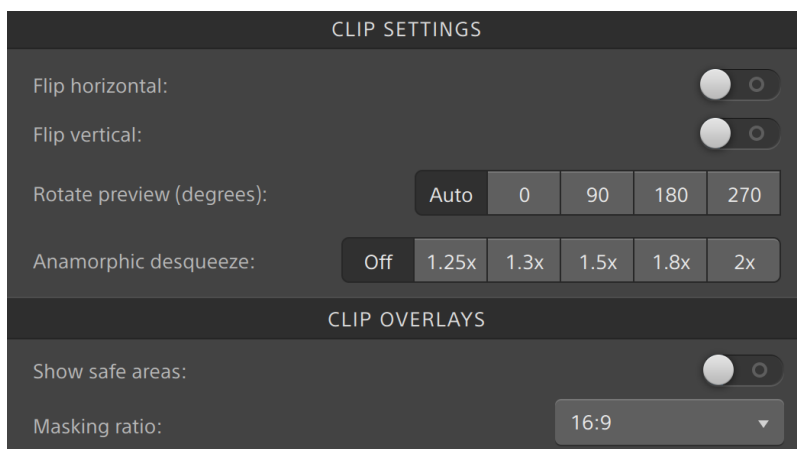 CLIP SETTINGS
Flip horizontal:
Flip vertical:
Rotate preview (degrees): Auto 0 90 180 270
Anamorphic desqueeze: Off 1.25x 1.3x 1.5x 1.8x 2x
CLIP OVERLAYS
Show safe areas:
Masking ratio: 16:9